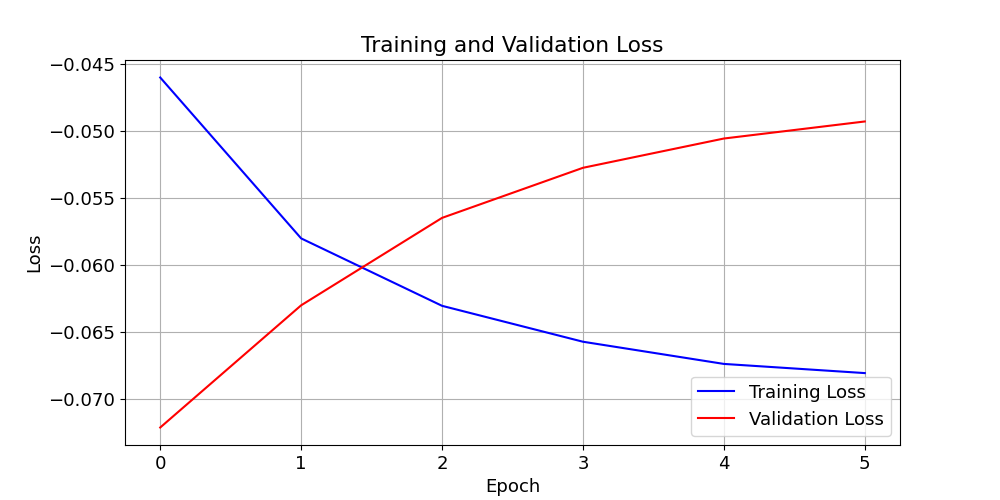 Training and Validation Loss
−0.045
−0.050
−0.055
−0.060
−0.065
−0.070
Loss
Training Loss
Validation Loss
0 1 2 3 4 5
Epoch